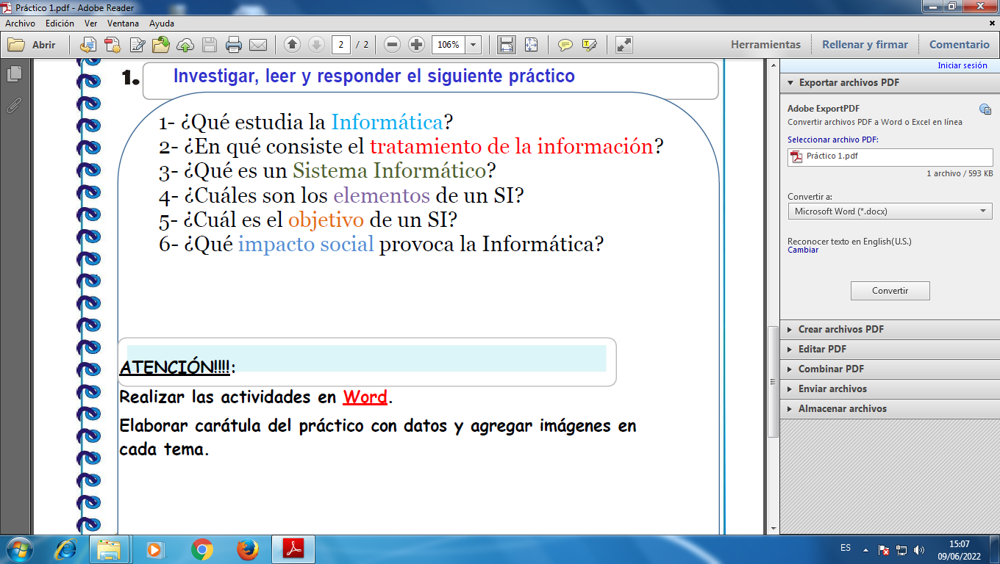 Práctico 1.pdf - Adobe Reader
Archivo Edición Ver Ventana Ayuda
Abrir 2 / 2 106% Herramientas Rellenar y firmar Comentario
Iniciar sesión
Exportar archivos PDF
Adobe ExportPDF
Convertir archivos PDF a Word o Excel en línea
Seleccionar archivo PDF:
Práctico 1.pdf
1 archivo / 593 KB
Convertir a:
Microsoft Word (*.docx)
Reconocer texto en English(U.S.)
Cambiar
Convertir
Crear archivos PDF
Editar PDF
Combinar PDF
Enviar archivos
Almacenar archivos
1. Investigar, leer y responder el siguiente práctico
1- ¿Qué estudia la Informática?
2- ¿En qué consiste el tratamiento de la información?
3- ¿Qué es un Sistema Informático?
4- ¿Cuáles son los elementos de un SI?
5- ¿Cuál es el objetivo de un SI?
6- ¿Qué impacto social provoca la Informática?
ATENCIÓN!!!!:
Realizar las actividades en Word.
Elaborar carátula del práctico con datos y agregar imágenes en
cada tema.
ES 15:07
09/06/2022